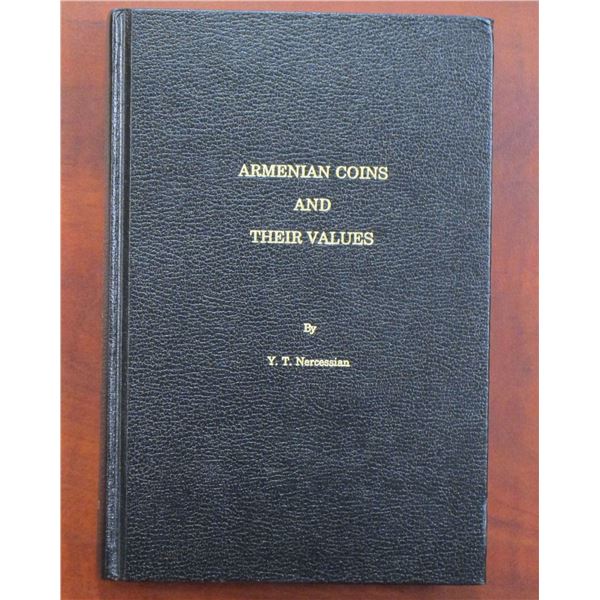 ARMENIAN COINS
AND
THEIR VALUES
By
Y. T. Nercessian